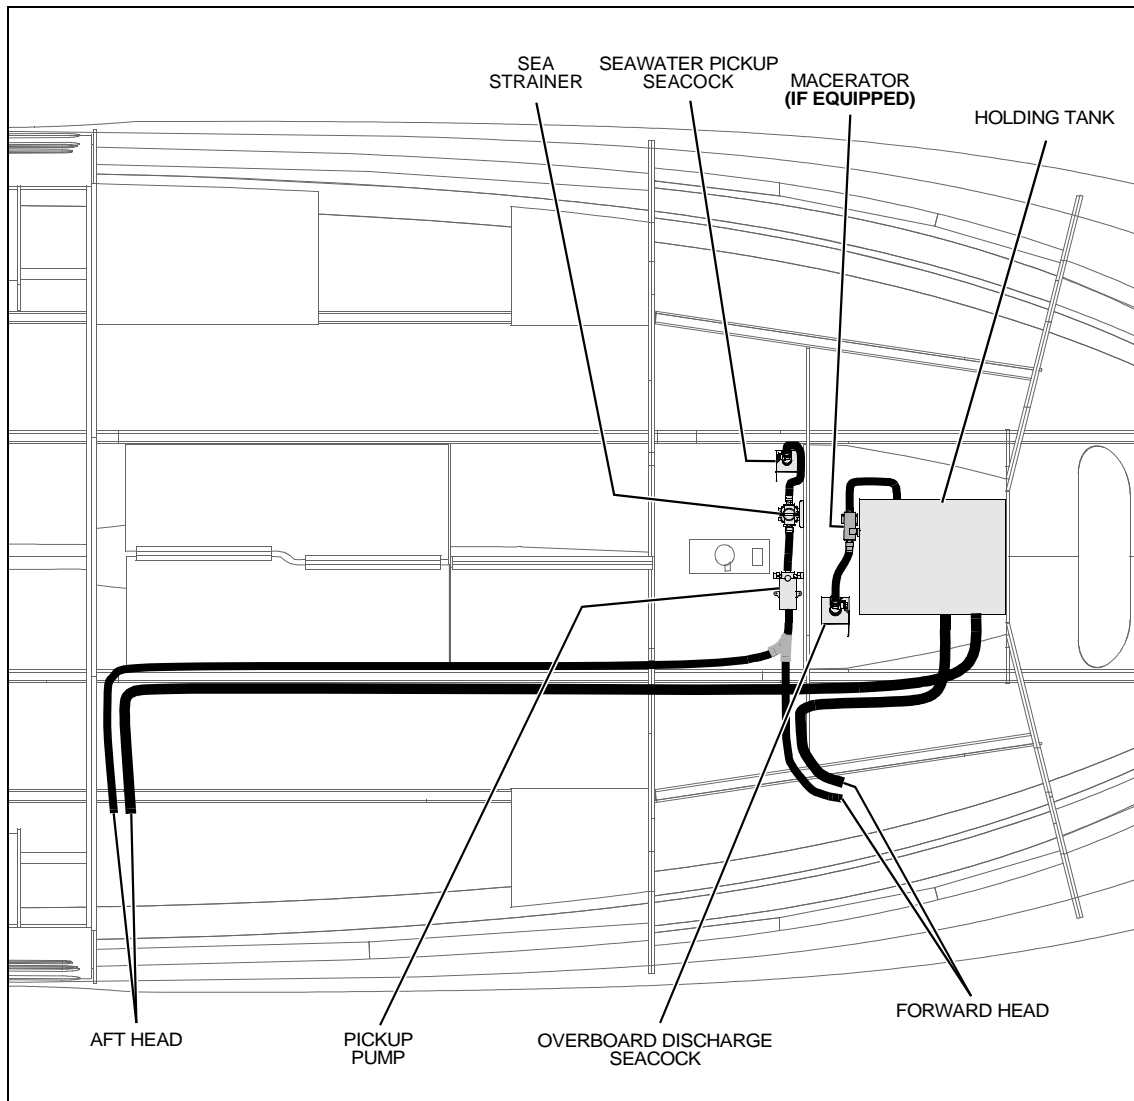 SEA
STRAINER
SEAWATER PICKUP
SEACOCK
MACERATOR
(IF EQUIPPED)
HOLDING TANK
AFT HEAD
PICKUP
PUMP
OVERBOARD DISCHARGE
SEACOCK
FORWARD HEAD